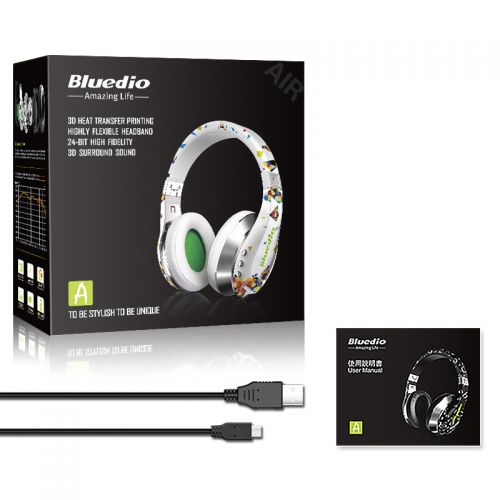 Bluedio
Amazing Life
AIR
3D HEAT TRANSFER PRINTING
HIGHLY FLEXIBLE HEADBAND
24-BIT HIGH FIDELITY
3D SURROUND SOUND
Bluedio
A
TO BE STYLISH TO BE UNIQUE
Bluedio
Amazing Life
使用説明書
User Manual
A